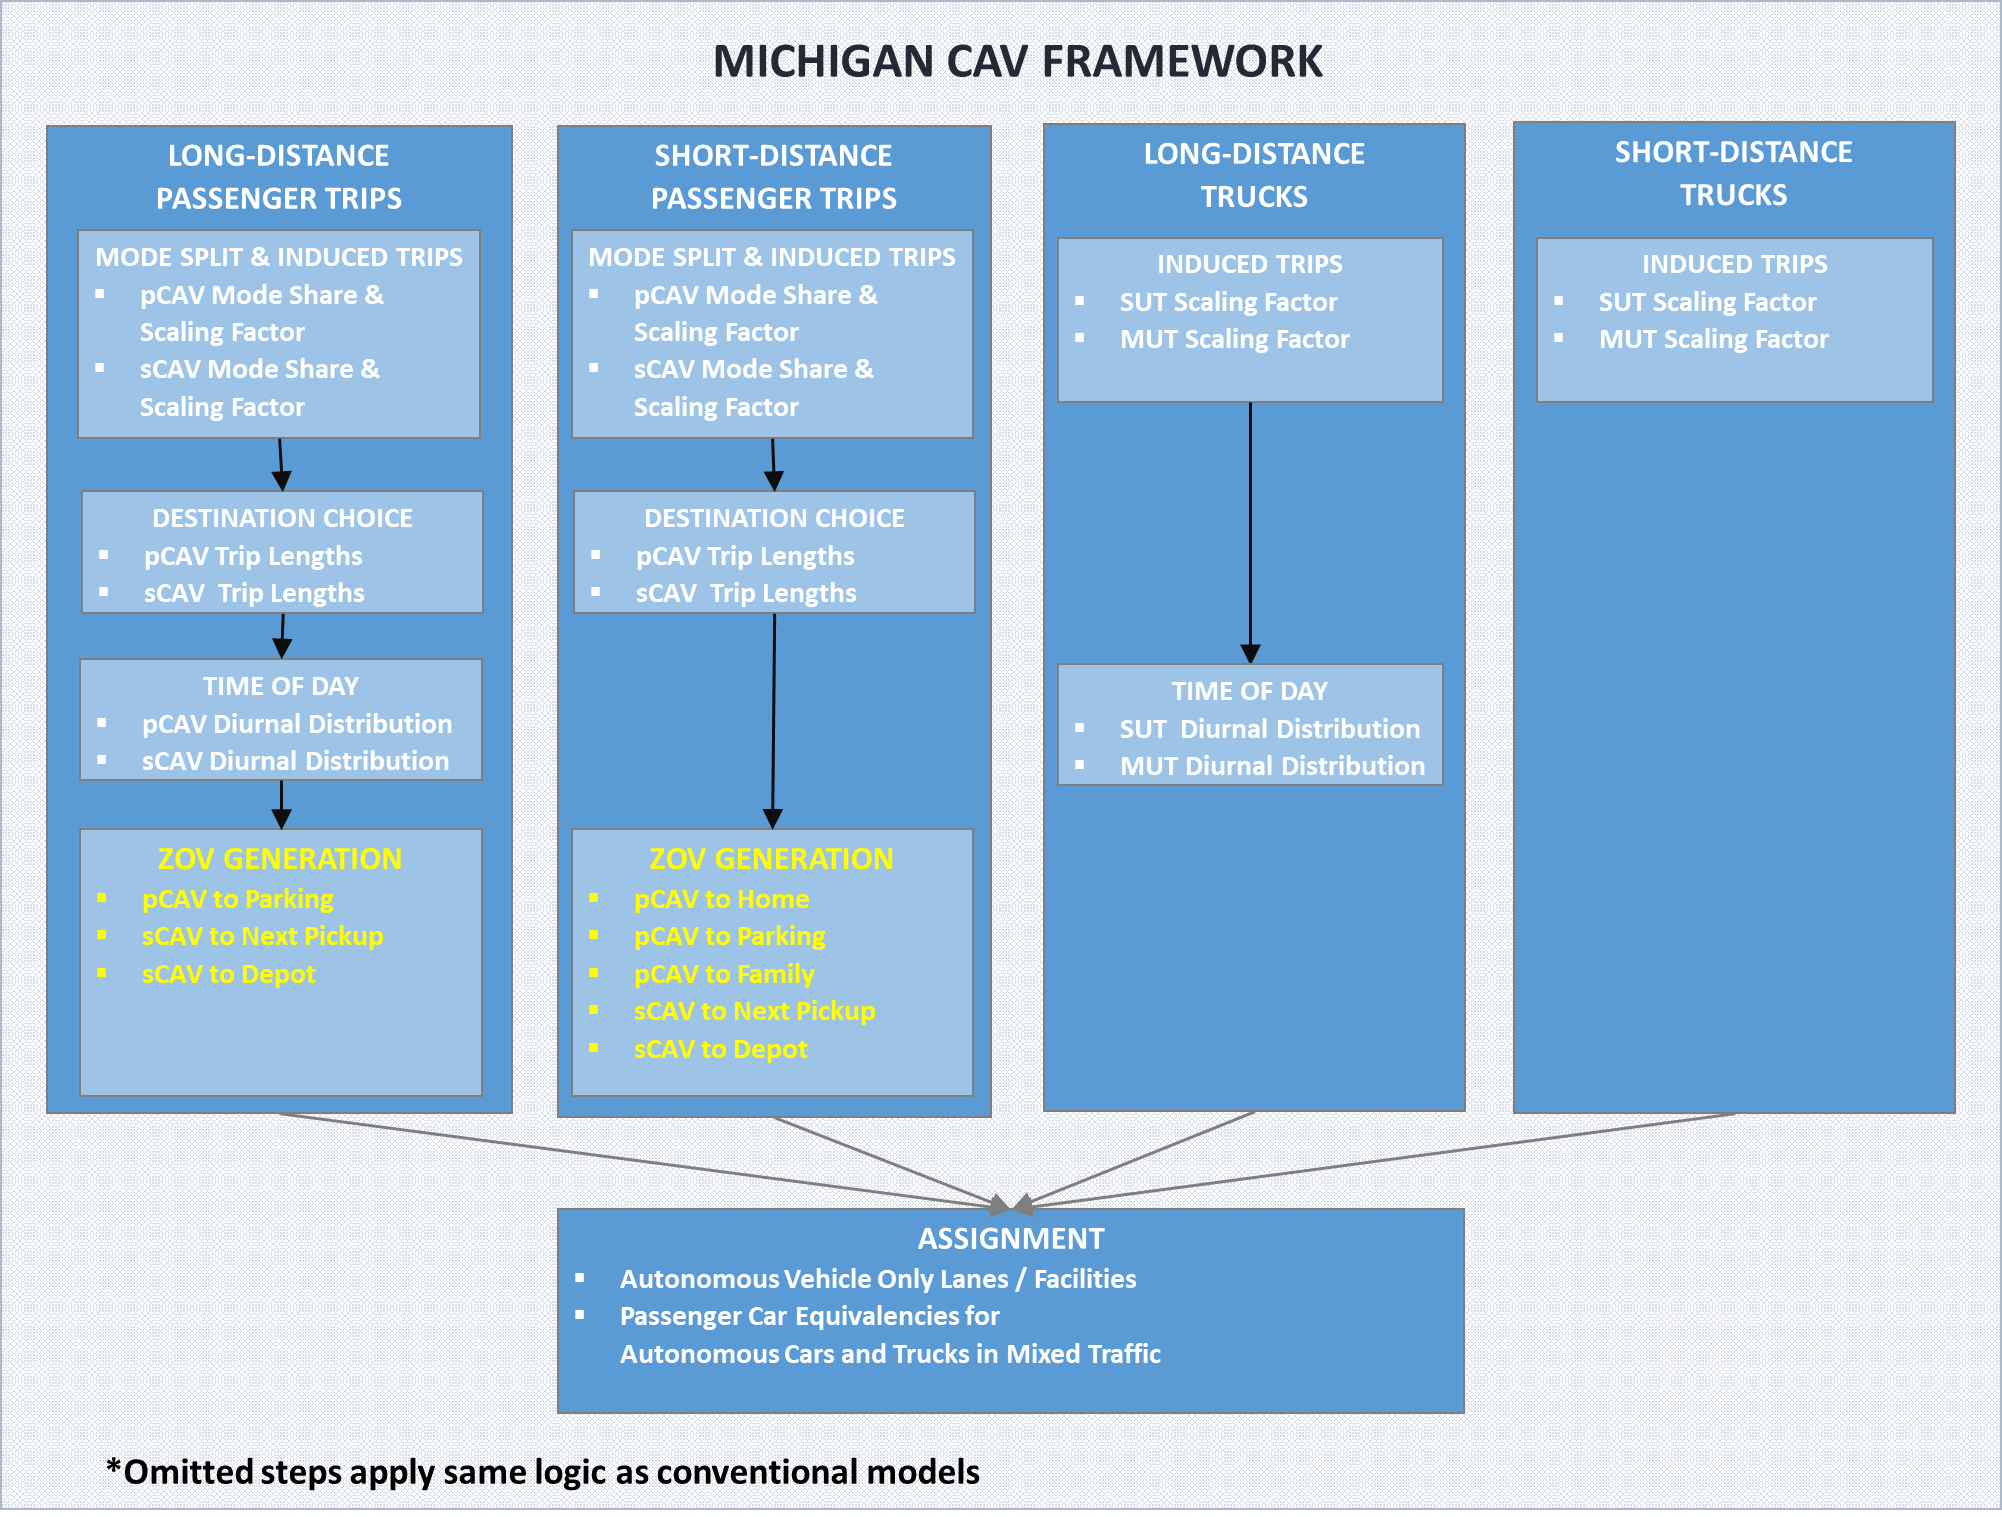 MICHIGAN CAV FRAMEWORK
LONG-DISTANCE
PASSENGER TRIPS
MODE SPLIT & INDUCED TRIPS
▪ pCAV Mode Share &
Scaling Factor
▪ sCAV Mode Share &
Scaling Factor
DESTINATION CHOICE
▪ pCAV Trip Lengths
▪ sCAV Trip Lengths
TIME OF DAY
▪ pCAV Diurnal Distribution
▪ sCAV Diurnal Distribution
ZOV GENERATION
▪ pCAV to Parking
▪ sCAV to Next Pickup
▪ sCAV to Depot
SHORT-DISTANCE
PASSENGER TRIPS
MODE SPLIT & INDUCED TRIPS
▪ pCAV Mode Share &
Scaling Factor
▪ sCAV Mode Share &
Scaling Factor
DESTINATION CHOICE
▪ pCAV Trip Lengths
▪ sCAV Trip Lengths
ZOV GENERATION
▪ pCAV to Home
▪ pCAV to Parking
▪ pCAV to Family
▪ sCAV to Next Pickup
▪ sCAV to Depot
LONG-DISTANCE
TRUCKS
INDUCED TRIPS
▪ SUT Scaling Factor
▪ MUT Scaling Factor
TIME OF DAY
▪ SUT Diurnal Distribution
▪ MUT Diurnal Distribution
SHORT-DISTANCE
TRUCKS
INDUCED TRIPS
▪ SUT Scaling Factor
▪ MUT Scaling Factor
ASSIGNMENT
▪ Autonomous Vehicle Only Lanes / Facilities
▪ Passenger Car Equivalencies for
Autonomous Cars and Trucks in Mixed Traffic
*Omitted steps apply same logic as conventional models